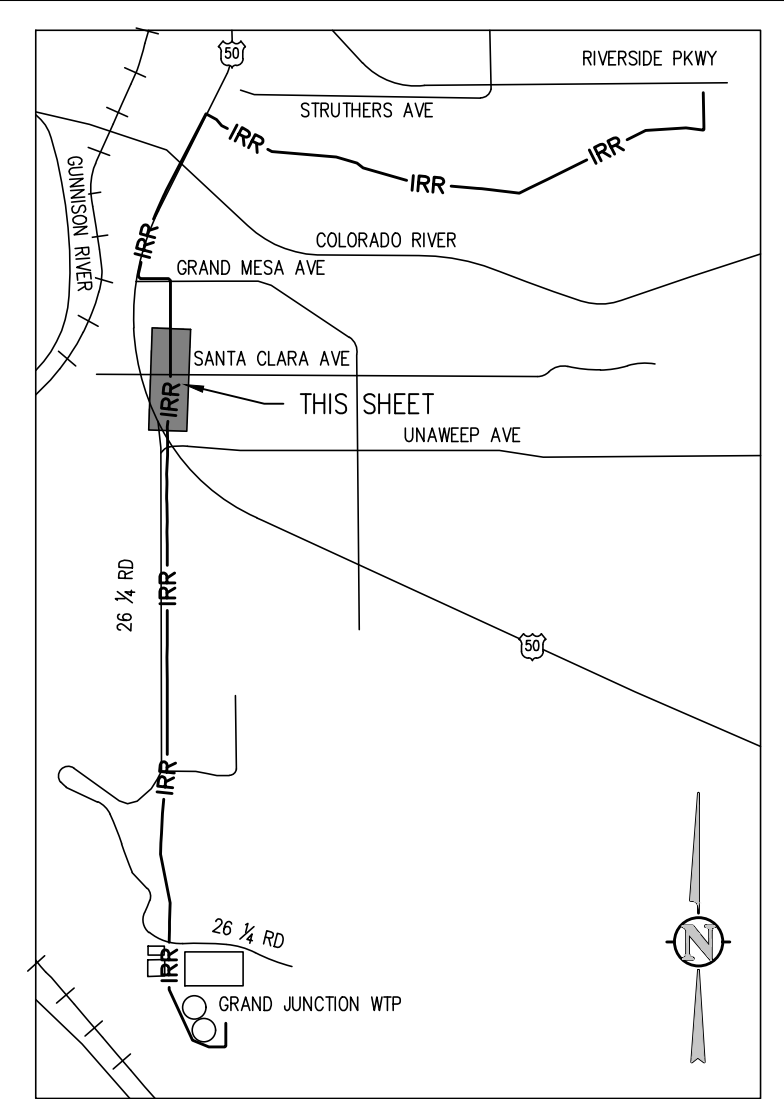 50
RIVERSIDE PKWY
STRUTHERS AVE
IRR
IRR
IRR
GUNNISON RIVER
IRR
COLORADO RIVER
GRAND MESA AVE
SANTA CLARA AVE
IRR
THIS SHEET
UNAWEEP AVE
26 ¼ RD
IRR
50
IRR
26 ¼ RD
IRR
N
GRAND JUNCTION WTP